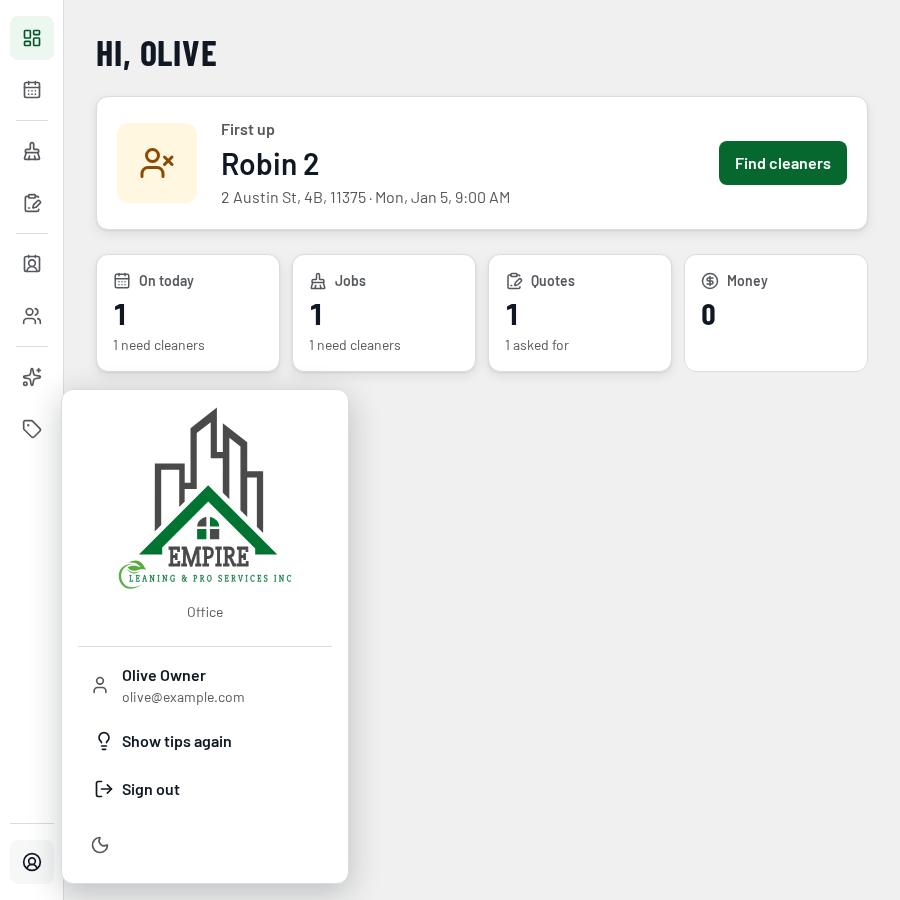 HI, OLIVE
First up
Robin 2
2 Austin St, 4B, 11375 · Mon, Jan 5, 9:00 AM
Find cleaners
On today
1
1 need cleaners
Jobs
1
1 need cleaners
Quotes
1
1 asked for
Money
0
EMPIRE
CLEANING & PRO SERVICES INC
Office
Olive Owner
olive@example.com
Show tips again
Sign out